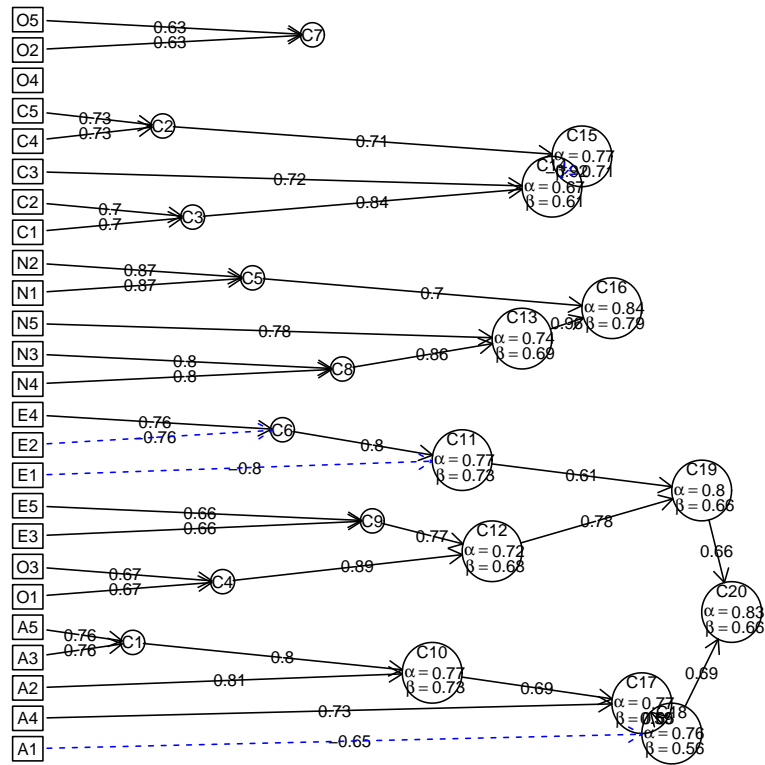 O5
0.63
C7
0.63
O2
O4
C5
0.73
C2
0.73
C4
0.71
C15
α = 0.77
C3
0.72
α = 0.67
β = 0.61
C2
0.7
C3
0.84
0.7
C1
N2
0.87
C5
0.87
N1
0.7
C16
α = 0.84
β = 0.79
N5
0.78
C13
0.96
α = 0.74
β = 0.69
N3
0.8
C8
0.86
0.8
N4
E4
0.76
C6
−0.76
E2
0.8
C11
α = 0.77
β = 0.73
E1
−0.8
0.61
C19
α = 0.8
β = 0.66
E5
0.66
C9
0.66
E3
0.77
C12
α = 0.72
β = 0.63
0.78
O3
0.67
C4
0.89
0.67
O1
0.66
C20
α = 0.83
β = 0.66
A5
0.76
C1
0.76
A3
0.8
C10
α = 0.77
β = 0.73
A2
0.81
0.69
C17
α = 0.77
0.69
A4
0.73
α = 0.76
β = 0.56
A1
−0.65